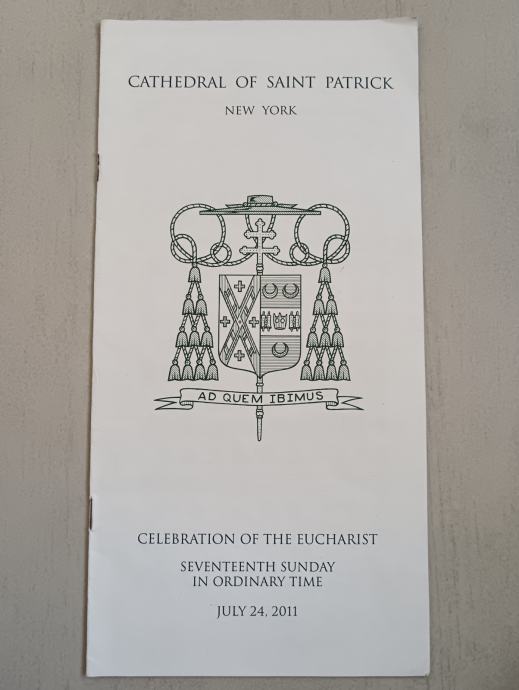 CATHEDRAL OF SAINT PATRICK
NEW YORK
AD QUEM IBIMUS
CELEBRATION OF THE EUCHARIST
SEVENTEENTH SUNDAY
IN ORDINARY TIME
JULY 24, 2011